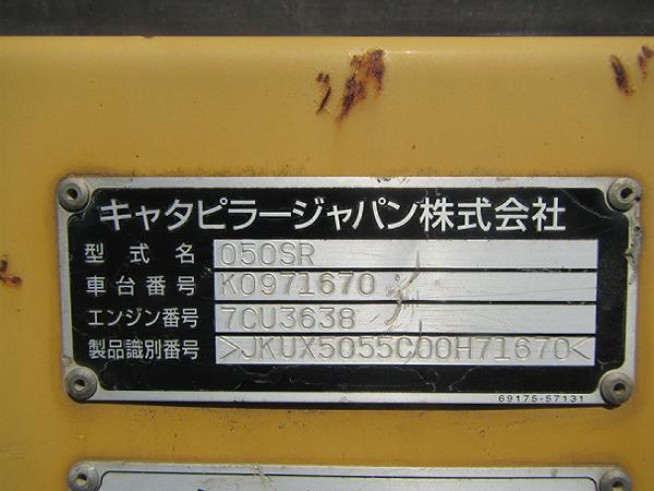 キャタピラージャパン株式会社
型式名 050SR
車台番号 K0971670
エンジン番号 7CU3638
製品識別番号 >JKUX5055C00H71670<
69175-57131